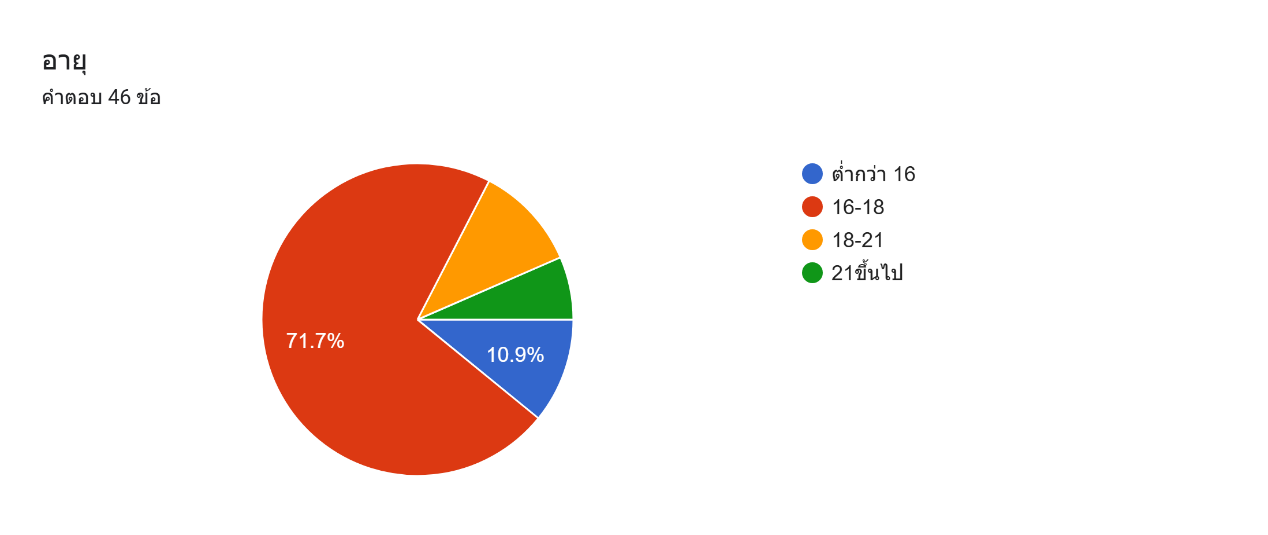 อายุ
คำตอบ 46 ข้อ
ต่ำกว่า 16
16-18
18-21
21ขึ้นไป
71.7%
10.9%